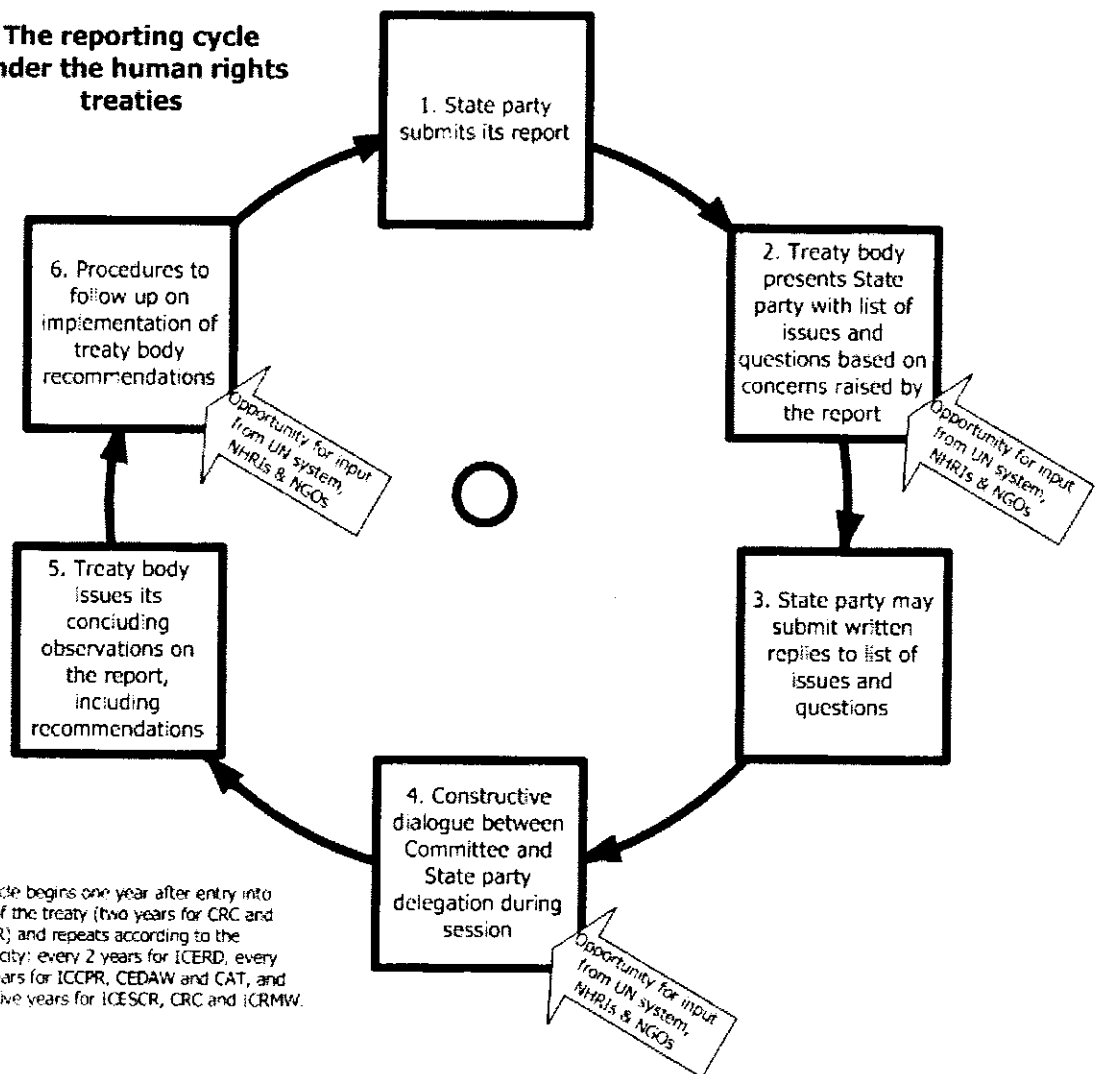 The reporting cycle
under the human rights
treaties
1. State party
submits its report
2. Treaty body
presents State
party with list of
issues and
questions based on
concerns raised by
the report
Opportunity for input
from UN system,
NHRIs & NGOs
3. State party may
submit written
replies to list of
issues and
questions
4. Constructive
dialogue between
Committee and
State party
delegation during
session
Opportunity for input
from UN system,
NHRIs & NGOs
5. Treaty body
issues its
concluding
observations on
the report,
including
recommendations
6. Procedures to
follow up on
implementation of
treaty body
recommendations
Opportunity for input
from UN system,
NHRIs & NGOs
begins one year after entry into
of the treaty (two years for CRC and
and repeats according to the
every 2 years for ICERD, every
for ICCPR, CEDAW and CAT, and
years for ICESCR, CRC and ICRMW.